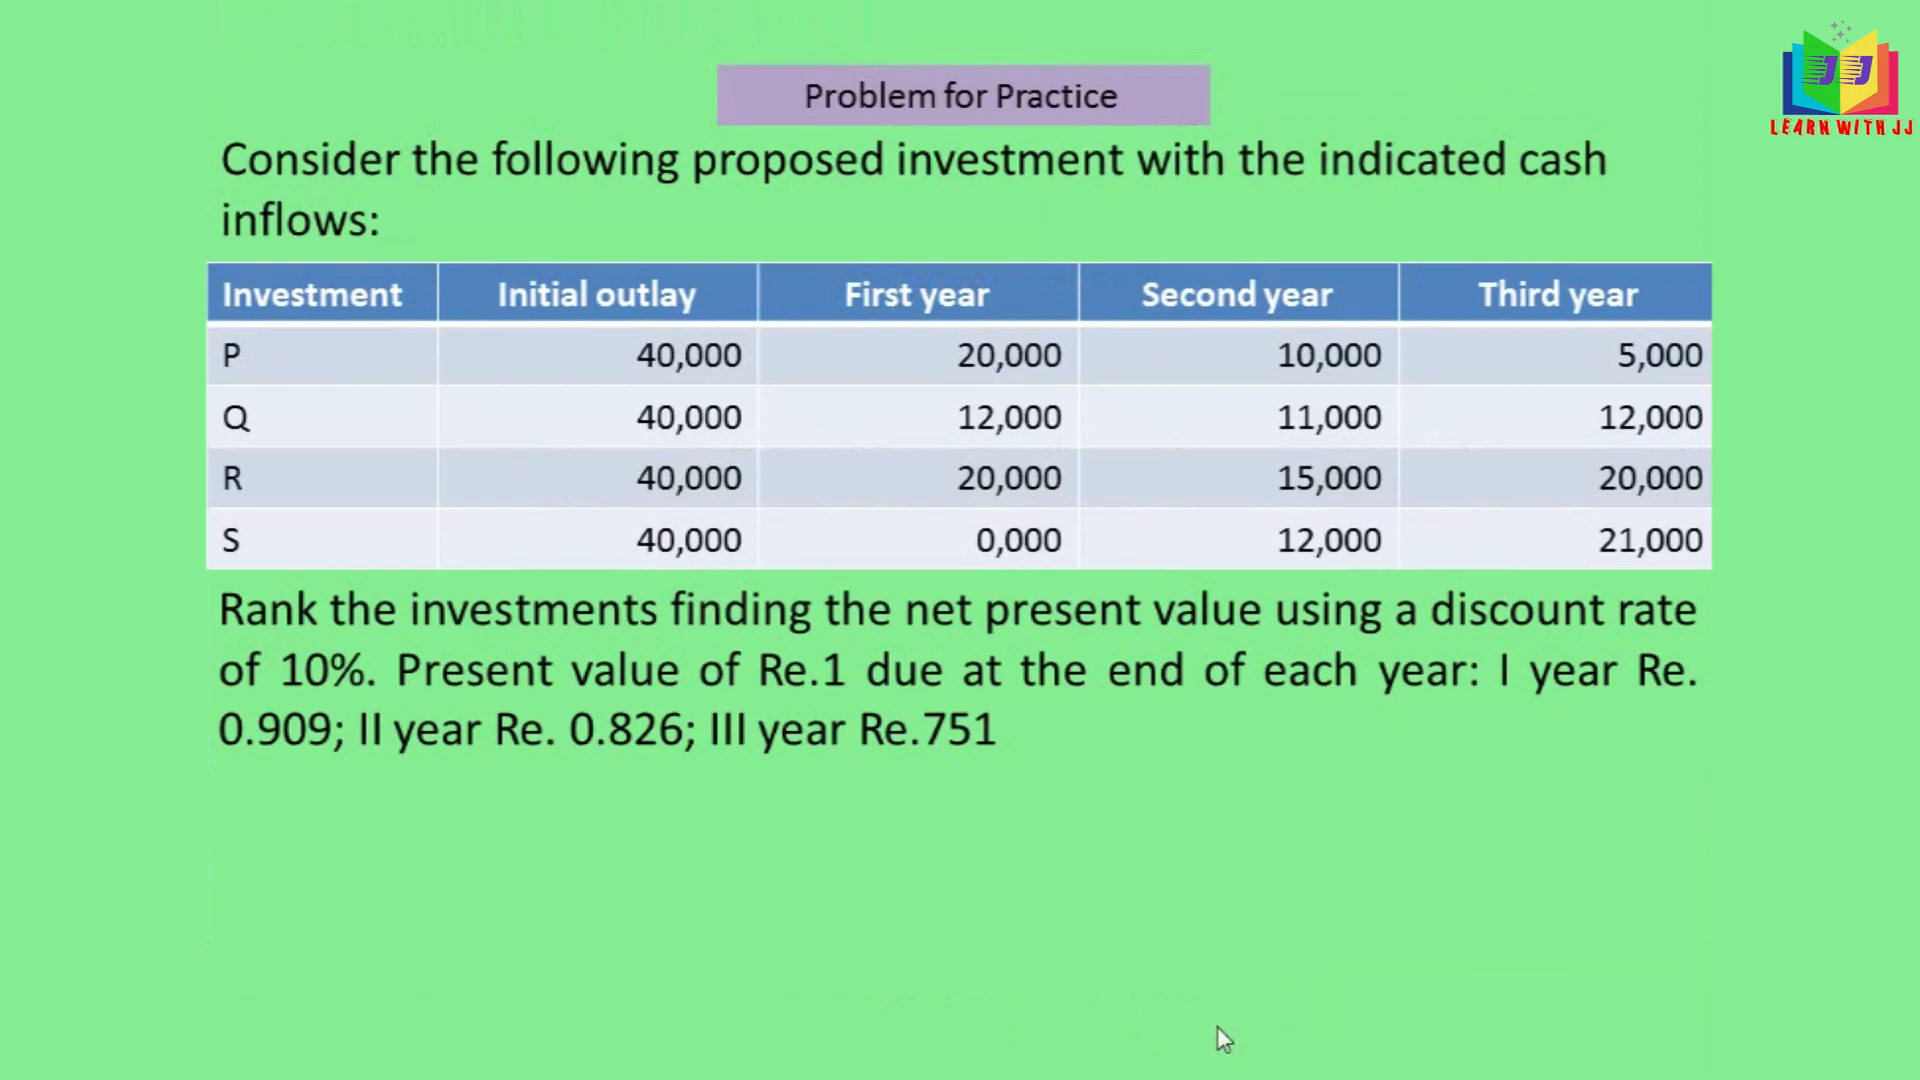 Problem for Practice
LEARN WITH JJ
Consider the following proposed investment with the indicated cash
inflows:
Investment Initial outlay First year Second year Third year
P 40,000 20,000 10,000 5,000
Q 40,000 12,000 11,000 12,000
R 40,000 20,000 15,000 20,000
S 40,000 0,000 12,000 21,000
Rank the investments finding the net present value using a discount rate
of 10%. Present value of Re.1 due at the end of each year: I year Re.
0.909; II year Re. 0.826; III year Re.751